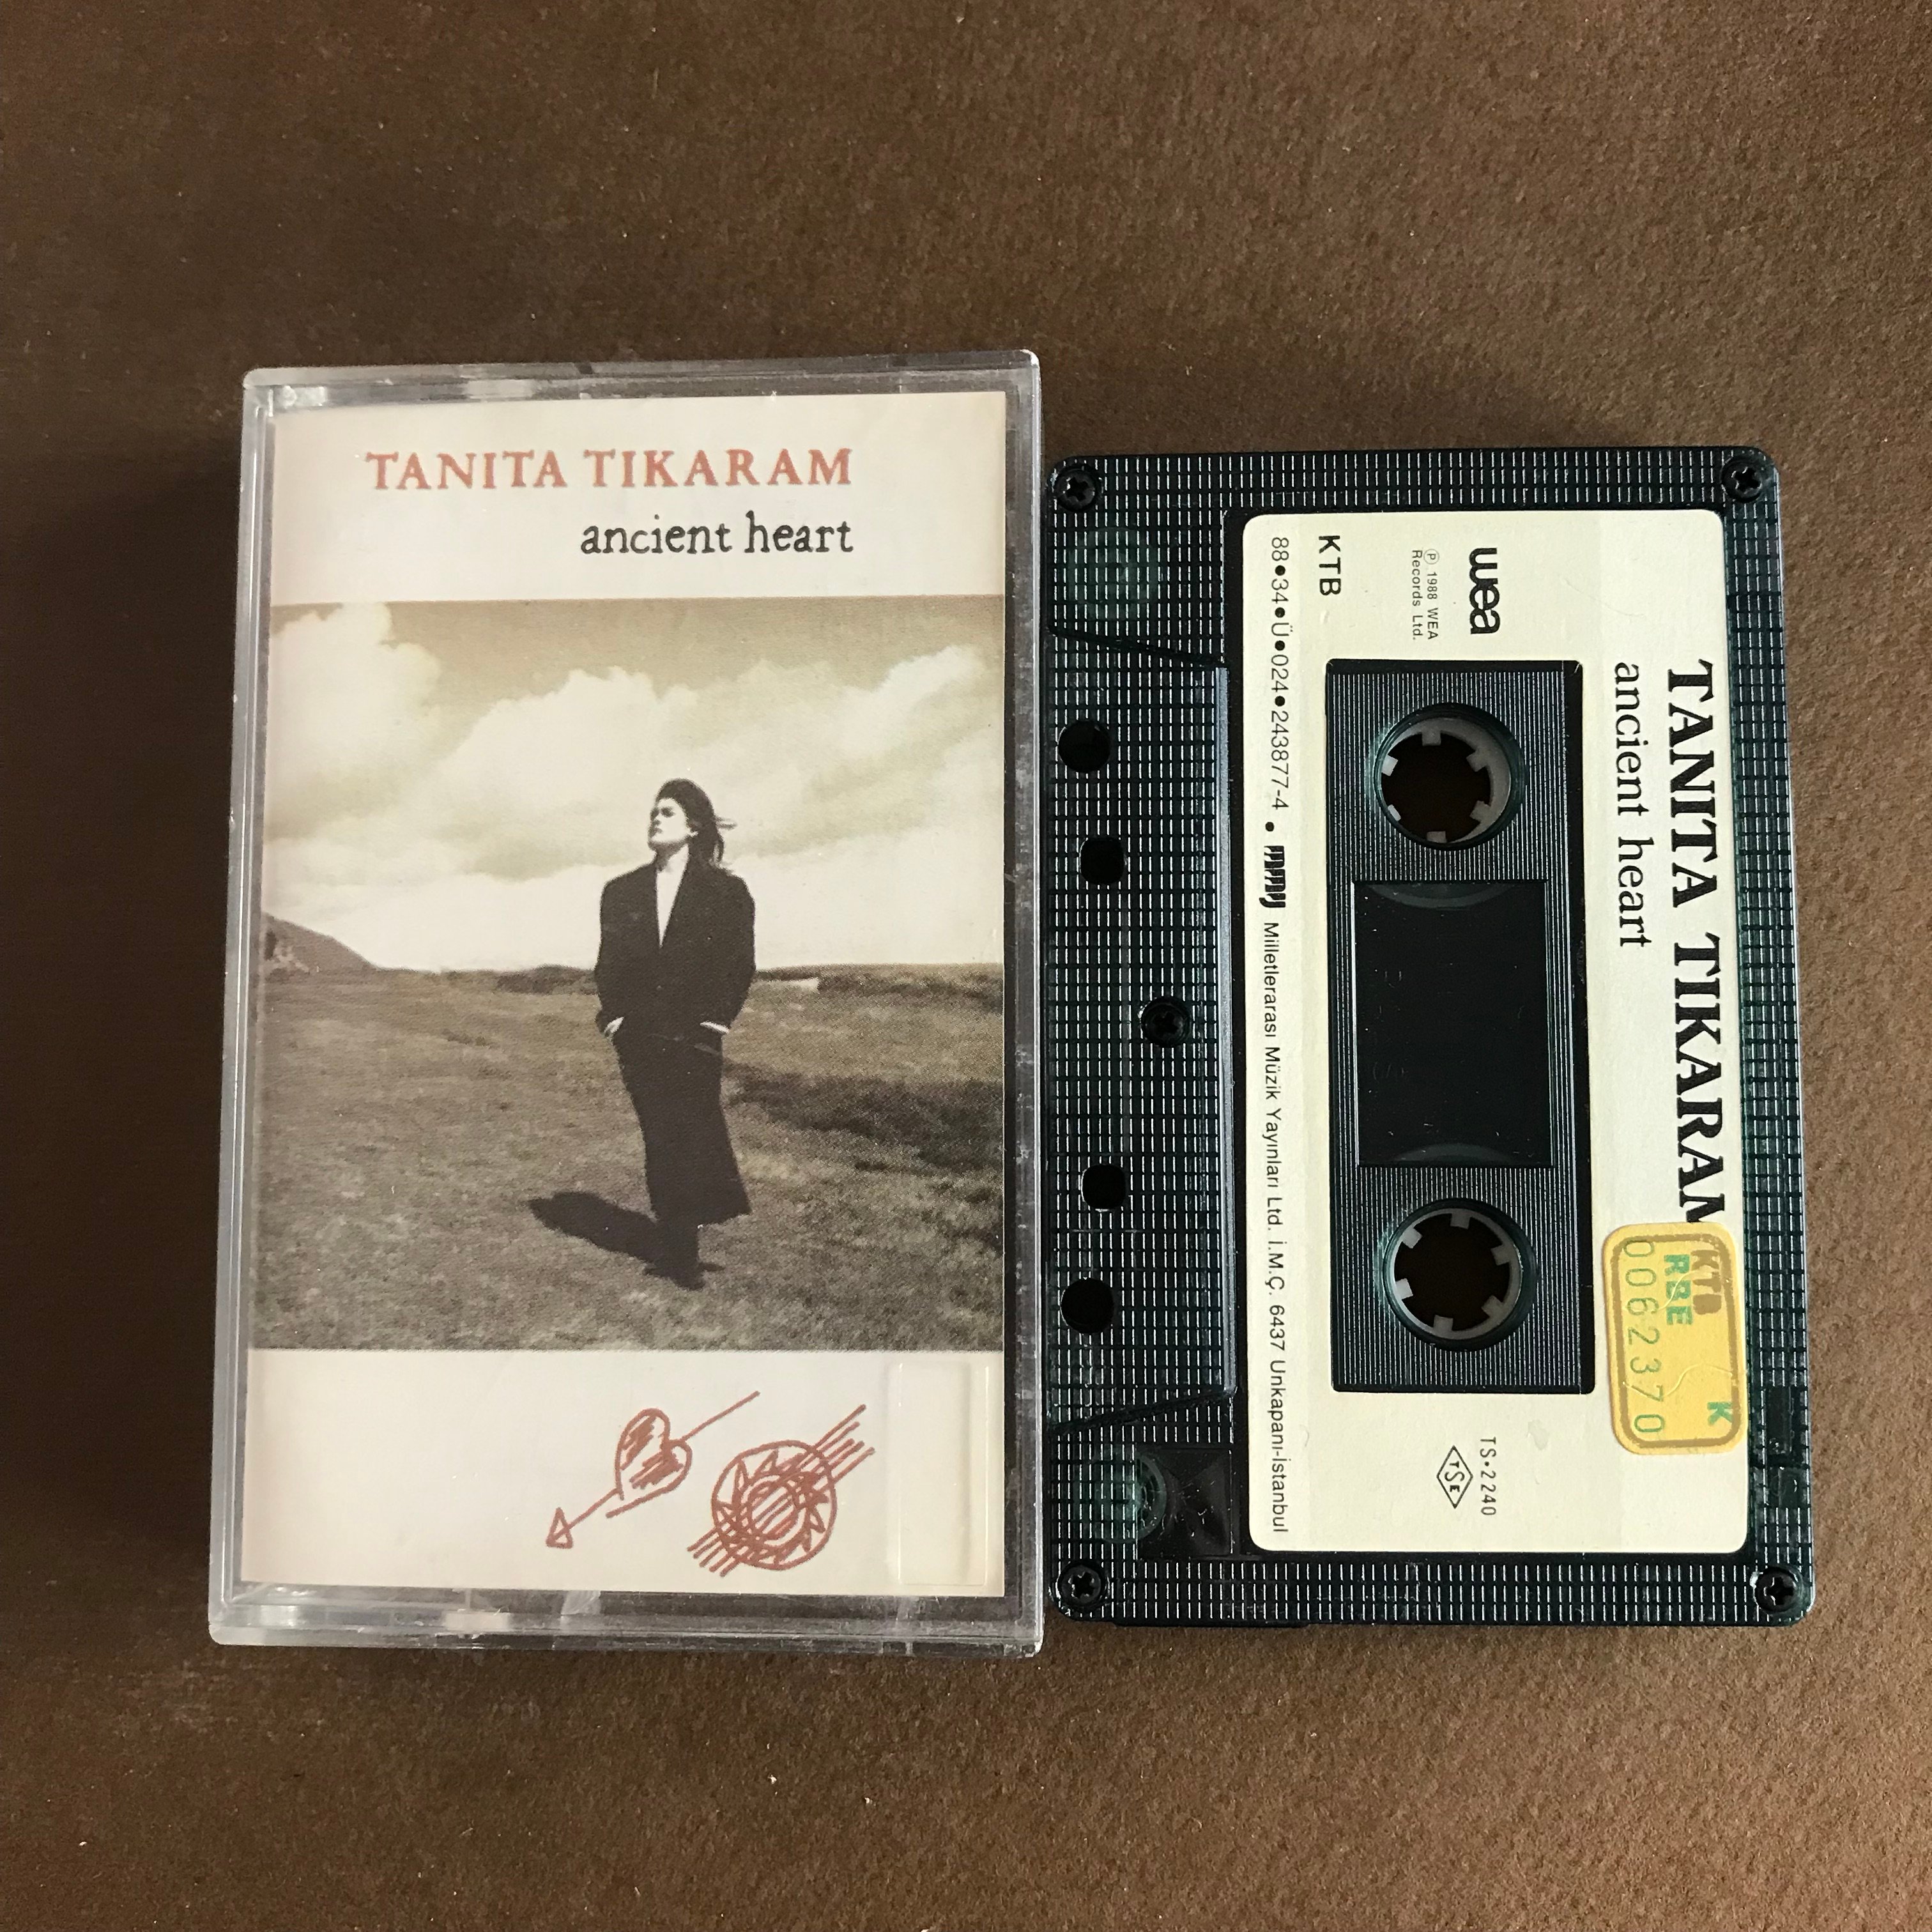 TANITA TIKARAM
ancient heart
TANITA TIKARAM
ancient heart
wea
Ⓟ 1988 WEA
Records Ltd.
KTB
88•34•Ü•024•243877-4 • Milletlerarası Müzik Yayınları Ltd. İ.M.Ç. 6437 Unkapanı-İstanbul
TS•2240
TSE
KTB
RBE K
0062370